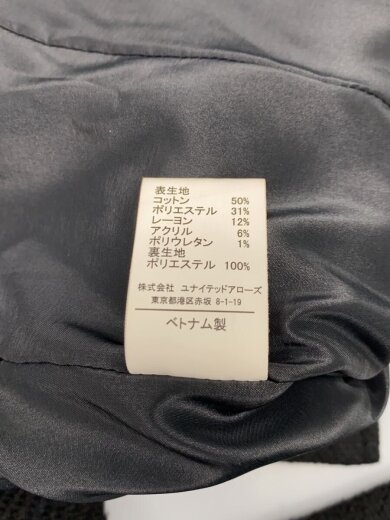 表生地
コットン 50%
ポリエステル 31%
レーヨン 12%
アクリル 6%
ポリウレタン 1%
裏生地
ポリエステル 100%
株式会社 ユナイテッドアローズ
東京都港区赤坂 8-1-19
ベトナム製